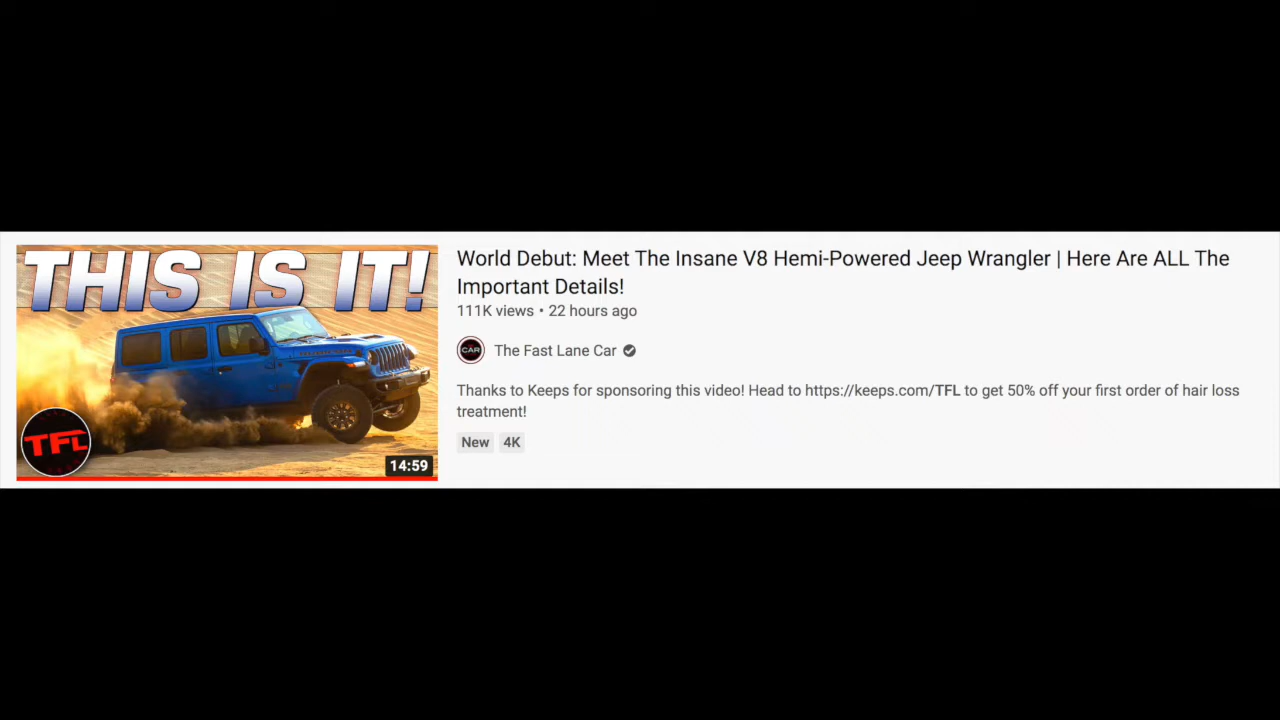 THIS IS IT!
TFL
14:59
World Debut: Meet The Insane V8 Hemi-Powered Jeep Wrangler | Here Are ALL The
Important Details!
111K views • 22 hours ago
CAR
The Fast Lane Car
Thanks to Keeps for sponsoring this video! Head to https://keeps.com/TFL to get 50% off your first order of hair loss
treatment!
New 4K